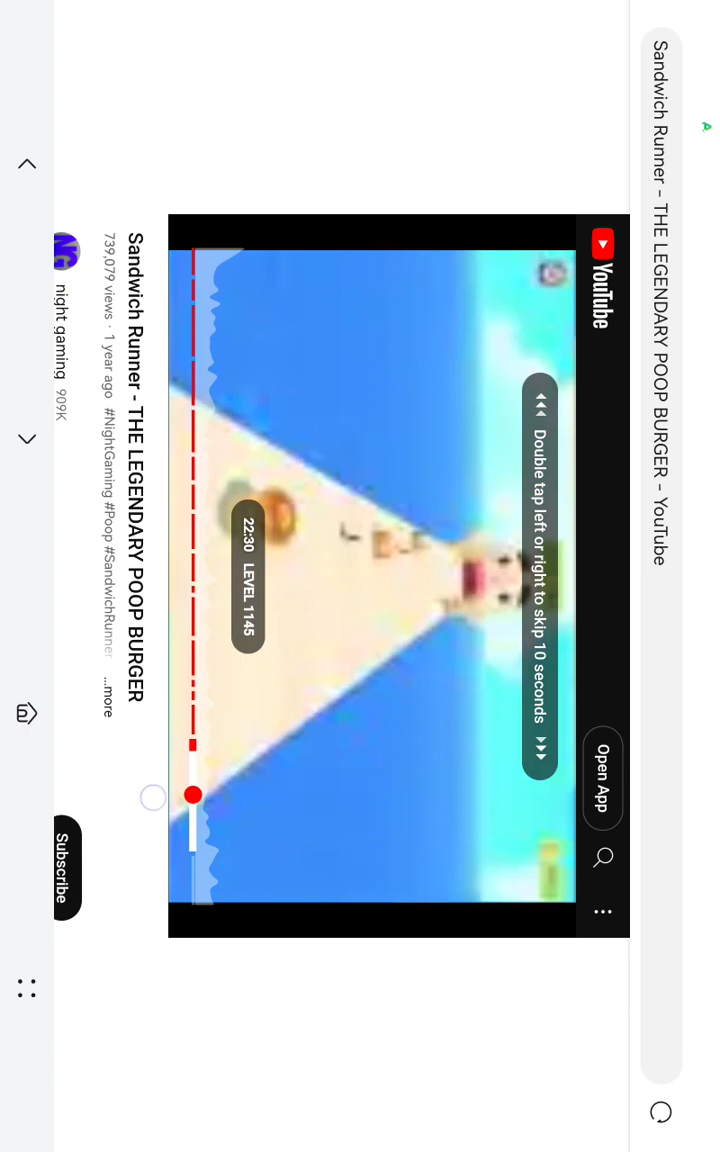 Sandwich Runner - THE LEGENDARY POOP BURGER - YouTube
YouTube
Open App
Double tap left or right to skip 10 seconds
22:30 LEVEL 1145
Sandwich Runner - THE LEGENDARY POOP BURGER
739,079 views · 1 year ago #NightGaming #Poop #SandwichRunner ...more
NG
night gaming 909K
Subscribe